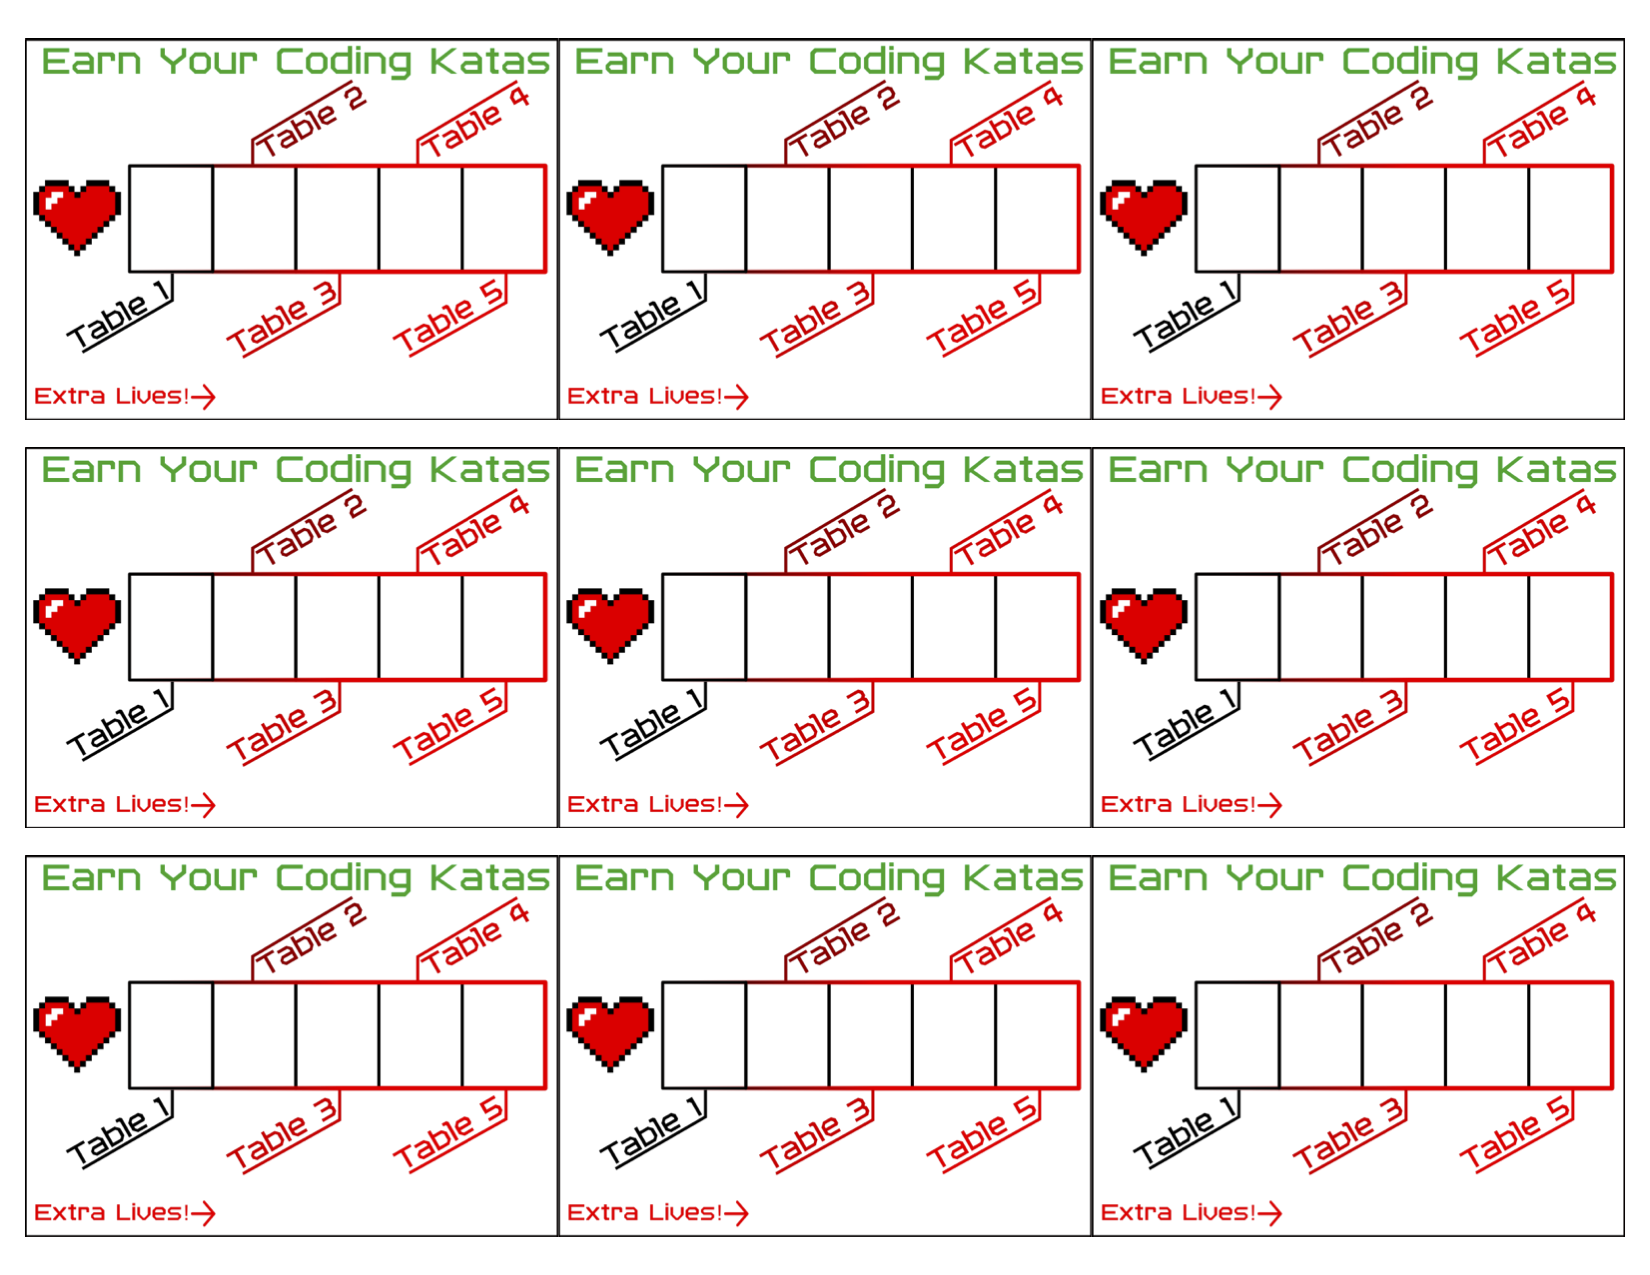 Earn Your Coding Katas Earn Your Coding Katas Earn Your Coding Katas
Table 2 Table 4 Table 2 Table 4 Table 2 Table 4
Table 1 Table 3 Table 5 Table 1 Table 3 Table 5 Table 1 Table 3 Table 5
Extra Lives!→ Extra Lives!→ Extra Lives!→
Earn Your Coding Katas Earn Your Coding Katas Earn Your Coding Katas
Table 2 Table 4 Table 2 Table 4 Table 2 Table 4
Table 1 Table 3 Table 5 Table 1 Table 3 Table 5 Table 1 Table 3 Table 5
Extra Lives!→ Extra Lives!→ Extra Lives!→
Earn Your Coding Katas Earn Your Coding Katas Earn Your Coding Katas
Table 2 Table 4 Table 2 Table 4 Table 2 Table 4
Table 1 Table 3 Table 5 Table 1 Table 3 Table 5 Table 1 Table 3 Table 5
Extra Lives!→ Extra Lives!→ Extra Lives!→